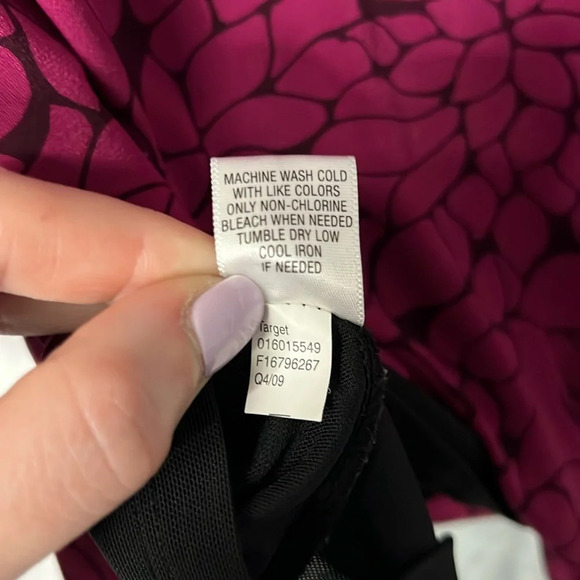 MACHINE WASH COLD
WITH LIKE COLORS
ONLY NON-CHLORINE
BLEACH WHEN NEEDED
TUMBLE DRY LOW
COOL IRON
IF NEEDED
Target
016015549
F16796267
Q4/09